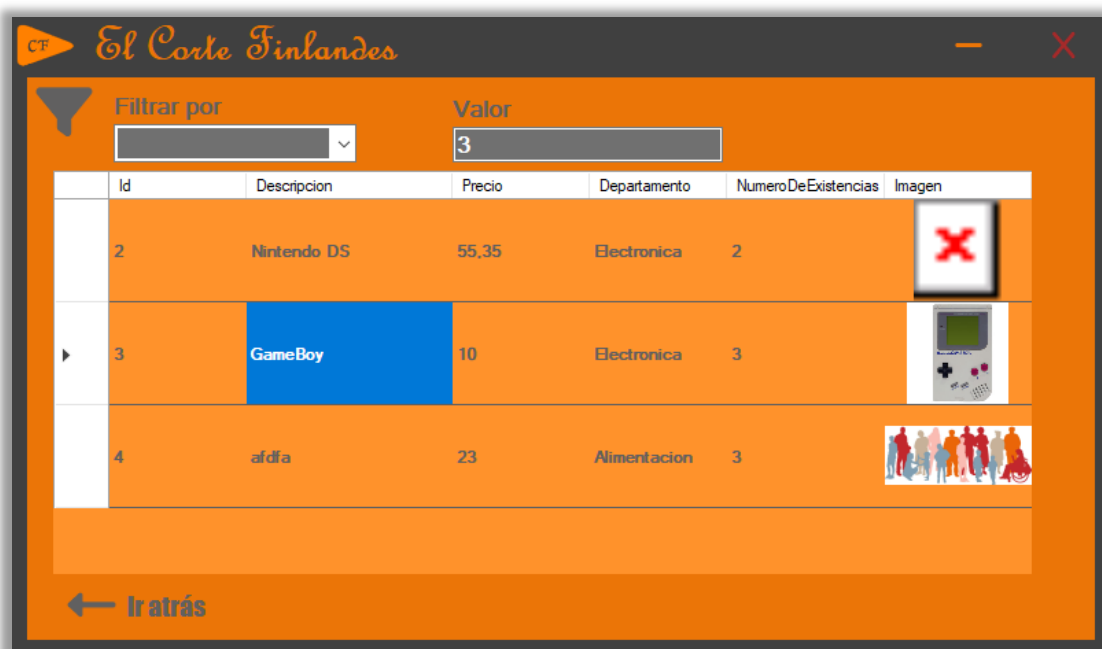 CF El Corte Finlandes
Filtrar por Valor
3
Id Descripcion Precio Departamento NumeroDeExistencias Imagen
2 Nintendo DS 55,35 Electronica 2
3 GameBoy 10 Electronica 3
4 afdfa 23 Alimentacion 3
Ir atrás